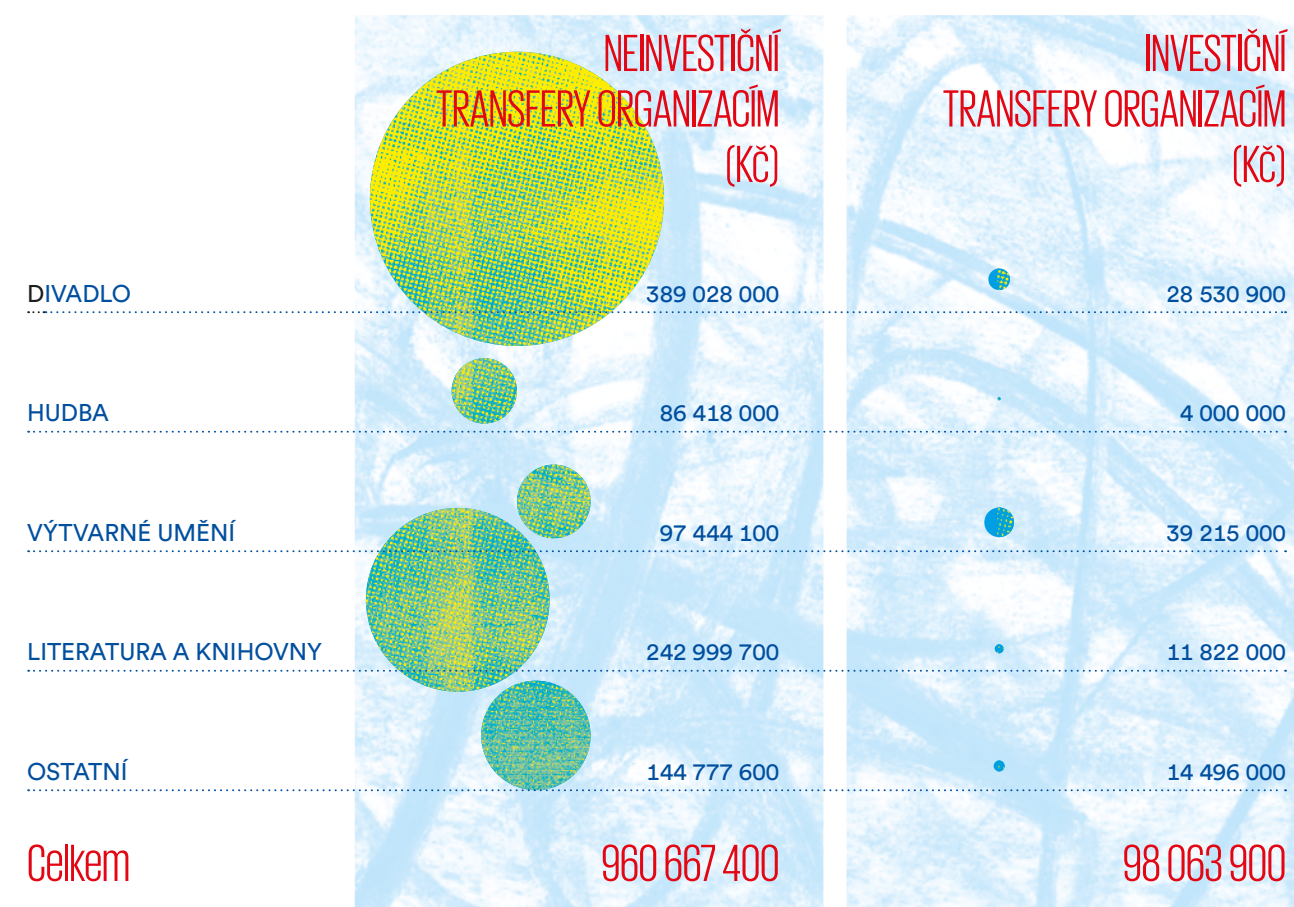 NEINVESTIČNÍ
TRANSFERY ORGANIZACÍM
(Kč)
INVESTIČNÍ
TRANSFERY ORGANIZACÍM
(Kč)
DIVADLO 389 028 000 28 530 900
HUDBA 86 418 000 4 000 000
VÝTVARNÉ UMĚNÍ 97 444 100 39 215 000
LITERATURA A KNIHOVNY 242 999 700 11 822 000
OSTATNÍ 144 777 600 14 496 000
Celkem 960 667 400 98 063 900